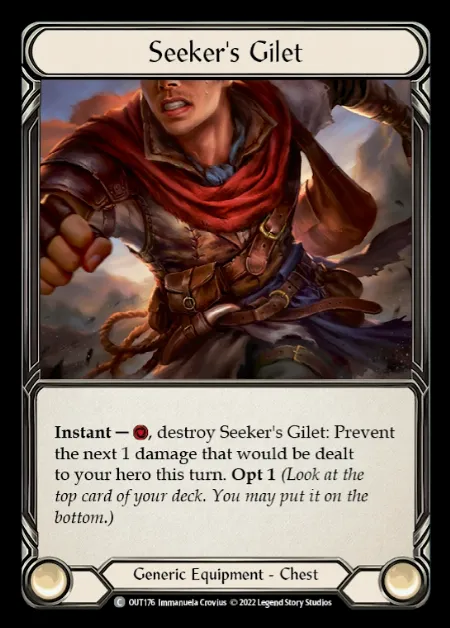 Seeker's Gilet
Instant — , destroy Seeker's Gilet: Prevent
the next 1 damage that would be dealt
to your hero this turn. Opt 1 (Look at the
top card of your deck. You may put it on the
bottom.)
Generic Equipment - Chest
C OUT176 Immanuela Crovius © 2022 Legend Story Studios